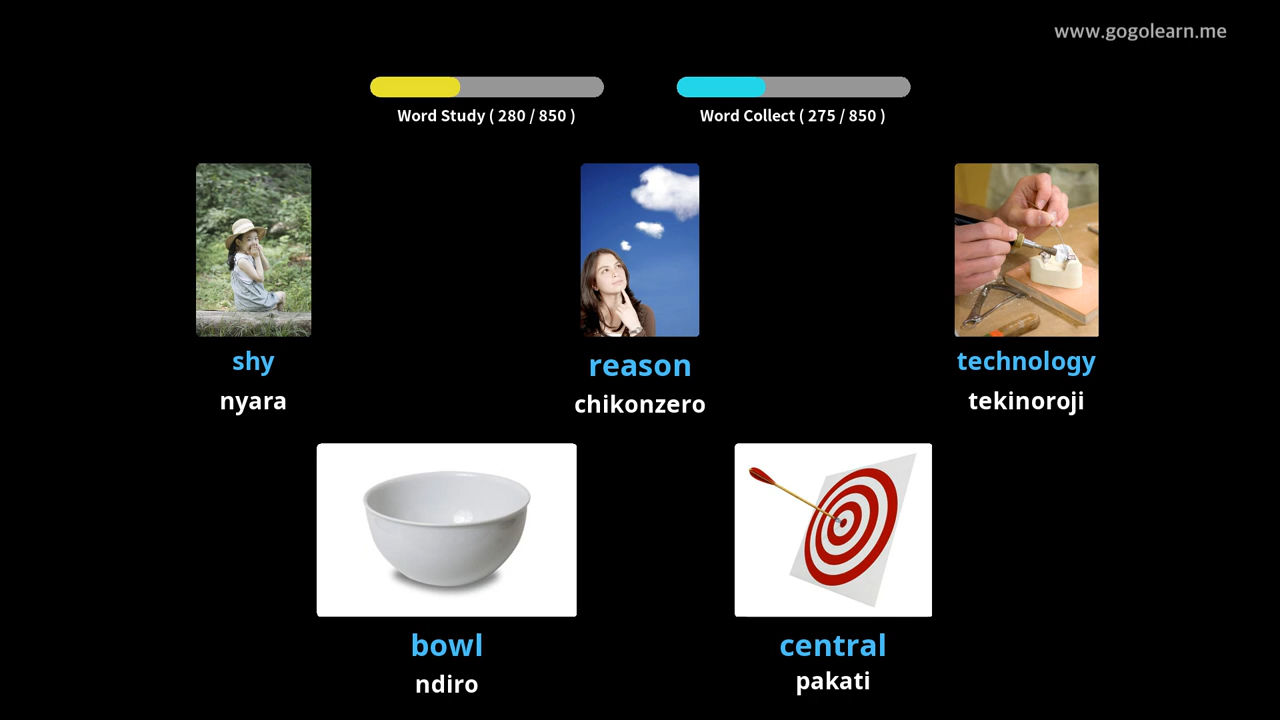 www.gogolearn.me
Word Study ( 280 / 850 )
Word Collect ( 275 / 850 )
shy
nyara
reason
chikonzero
technology
tekinoroji
bowl
ndiro
central
pakati